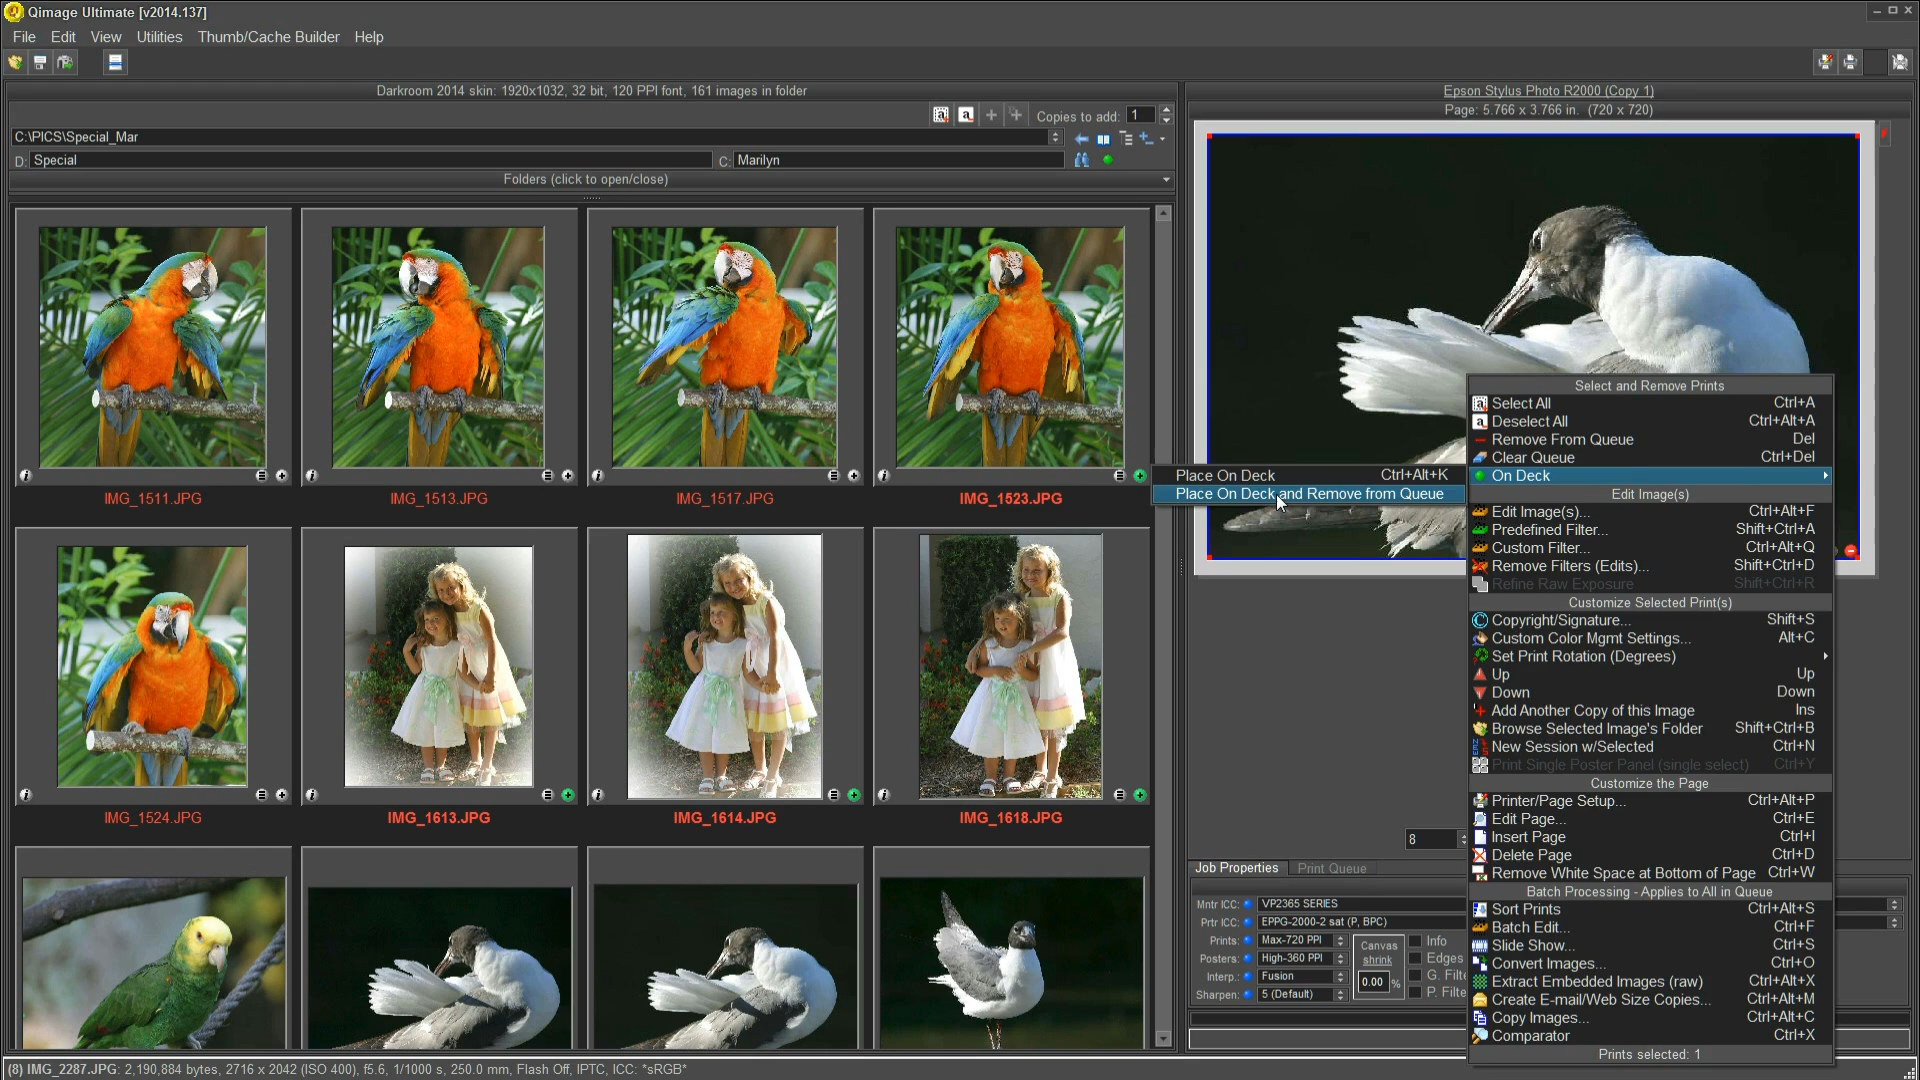 Qimage Ultimate [v2014.137]
File Edit View Utilities Thumb/Cache Builder Help
Darkroom 2014 skin: 1920x1032, 32 bit, 120 PPI font, 161 images in folder
Copies to add: 1
C:\PICS\Special_Mar
D: Special C: Marilyn
Folders (click to open/close)
IMG_1511.JPG IMG_1513.JPG IMG_1517.JPG IMG_1523.JPG
IMG_1524.JPG IMG_1613.JPG IMG_1614.JPG IMG_1618.JPG
Epson Stylus Photo R2000 (Copy 1)
Page: 5.766 x 3.766 in. (720 x 720)
Place On Deck Ctrl+Alt+K
Place On Deck and Remove from Queue
Select and Remove Prints
Select All Ctrl+A
Deselect All Ctrl+Alt+A
Remove From Queue Del
Clear Queue Ctrl+Del
On Deck
Edit Image(s)
Edit Image(s)... Ctrl+Alt+F
Predefined Filter... Shift+Ctrl+A
Custom Filter... Ctrl+Alt+Q
Remove Filters (Edits)... Shift+Ctrl+D
Refine Raw Exposure Shift+Ctrl+R
Customize Selected Print(s)
Copyright/Signature... Shift+S
Custom Color Mgmt Settings... Alt+C
Set Print Rotation (Degrees)
Up Up
Down Down
Add Another Copy of this Image Ins
Browse Selected Image's Folder Shift+Ctrl+B
New Session w/Selected Ctrl+N
Print Single Poster Panel (single select) Ctrl+Y
Customize the Page
Printer/Page Setup... Ctrl+Alt+P
Edit Page... Ctrl+E
Insert Page Ctrl+I
Delete Page Ctrl+D
Remove White Space at Bottom of Page Ctrl+W
Batch Processing - Applies to All in Queue
Sort Prints Ctrl+Alt+S
Batch Edit... Ctrl+F
Slide Show... Ctrl+S
Convert Images... Ctrl+O
Extract Embedded Images (raw) Ctrl+Alt+X
Create E-mail/Web Size Copies... Ctrl+Alt+M
Copy Images... Ctrl+Alt+C
Comparator Ctrl+X
Prints selected: 1
8
Job Properties Print Queue
Mntr ICC: VP2365 SERIES
Prtr ICC: EPPG-2000-2 sat (P, BPC)
Prints: Max-720 PPI
Posters: High-360 PPI
Interp.: Fusion
Sharpen: 5 (Default)
Canvas
shrink
0.00 %
Info
Edges
G. Filte
P. Filte
(8) IMG_2287.JPG: 2,190,884 bytes, 2716 x 2042 (ISO 400), f5.6, 1/1000 s, 250.0 mm, Flash Off, IPTC, ICC: *sRGB*